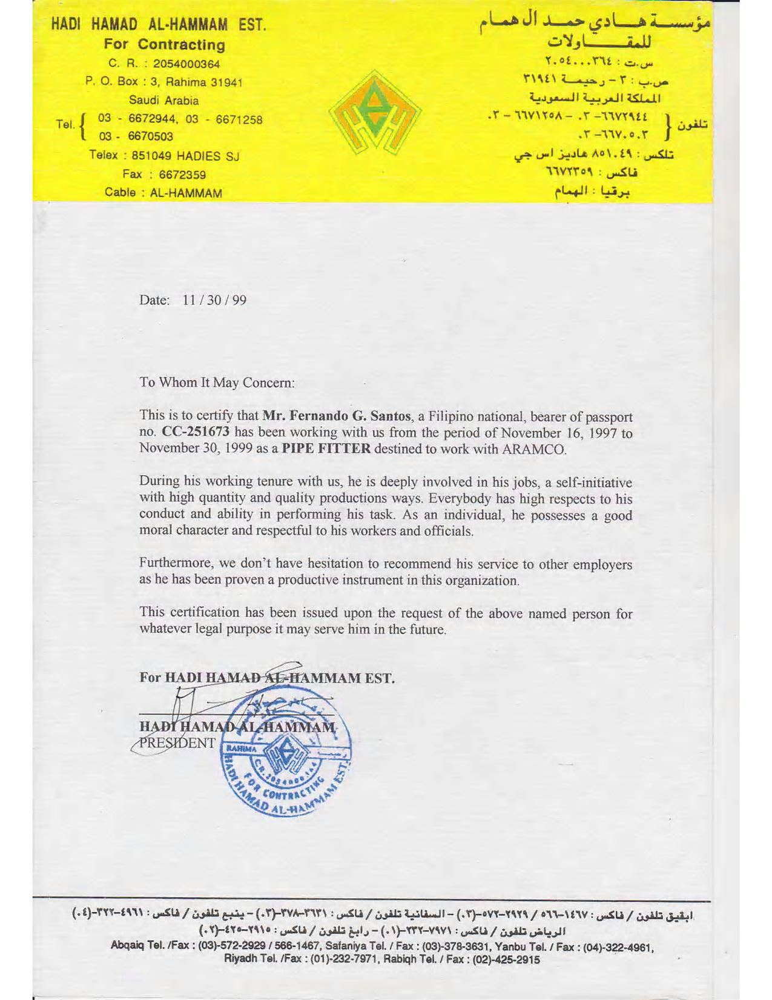 HADI HAMAD AL-HAMMAM EST.
For Contracting
C. R. : 2054000364
P. O. Box : 3, Rahima 31941
Saudi Arabia
Tel. { 03 - 6672944, 03 - 6671258
03 - 6670503
Telex : 851049 HADIES SJ
Fax : 6672359
Cable : AL-HAMMAM
مؤسسة هادي حمد ال همام
للمقاولات
س.ت : ٢٠٥٤٠٠٠٣٦٤
ص.ب : ٣ - رحيمة ٣١٩٤١
المملكة العربية السعودية
تلفون { ٦٦٧٢٩٤٤-٠٣ - ٦٦٧١٢٥٨-٠٣
٦٦٧٠٥٠٣-٠٣
تلكس : ٨٥١٠٤٩ هاديز اس جي
فاكس : ٦٦٧٢٣٥٩
برقيا : الهمام
Date: 11 / 30 / 99
To Whom It May Concern:
This is to certify that Mr. Fernando G. Santos, a Filipino national, bearer of passport
no. CC-251673 has been working with us from the period of November 16, 1997 to
November 30, 1999 as a PIPE FITTER destined to work with ARAMCO.
During his working tenure with us, he is deeply involved in his jobs, a self-initiative
with high quantity and quality productions ways. Everybody has high respects to his
conduct and ability in performing his task. As an individual, he possesses a good
moral character and respectful to his workers and officials.
Furthermore, we don't have hesitation to recommend his service to other employers
as he has been proven a productive instrument in this organization.
This certification has been issued upon the request of the above named person for
whatever legal purpose it may serve him in the future.
For HADI HAMAD AL-HAMMAM EST.
HADI HAMAD AL-HAMMAM
PRESIDENT
RAHIMA
FOR CONTRACTING
HADI HAMAD AL-HAMMAM EST.
ابقيق تلفون / فاكس : ١٤٦٧-٥٦٦ / ٢٩٢٩-٥٧٢-(٠٣) - السفانية تلفون / فاكس : ٣٦٣١-٣٧٨-(٠٣) - ينبع تلفون / فاكس : ٤٩٦١-٣٢٢-(٠٤)
الرياض تلفون / فاكس : ٧٩٧١-٢٣٢-(٠١) - رابغ تلفون / فاكس : ٢٩١٥-٤٢٥-(٠٢)
Abqaiq Tel. /Fax : (03)-572-2929 / 566-1467, Safaniya Tel. / Fax : (03)-378-3631, Yanbu Tel. / Fax : (04)-322-4961,
Riyadh Tel. /Fax : (01)-232-7971, Rabiqh Tel. / Fax : (02)-425-2915